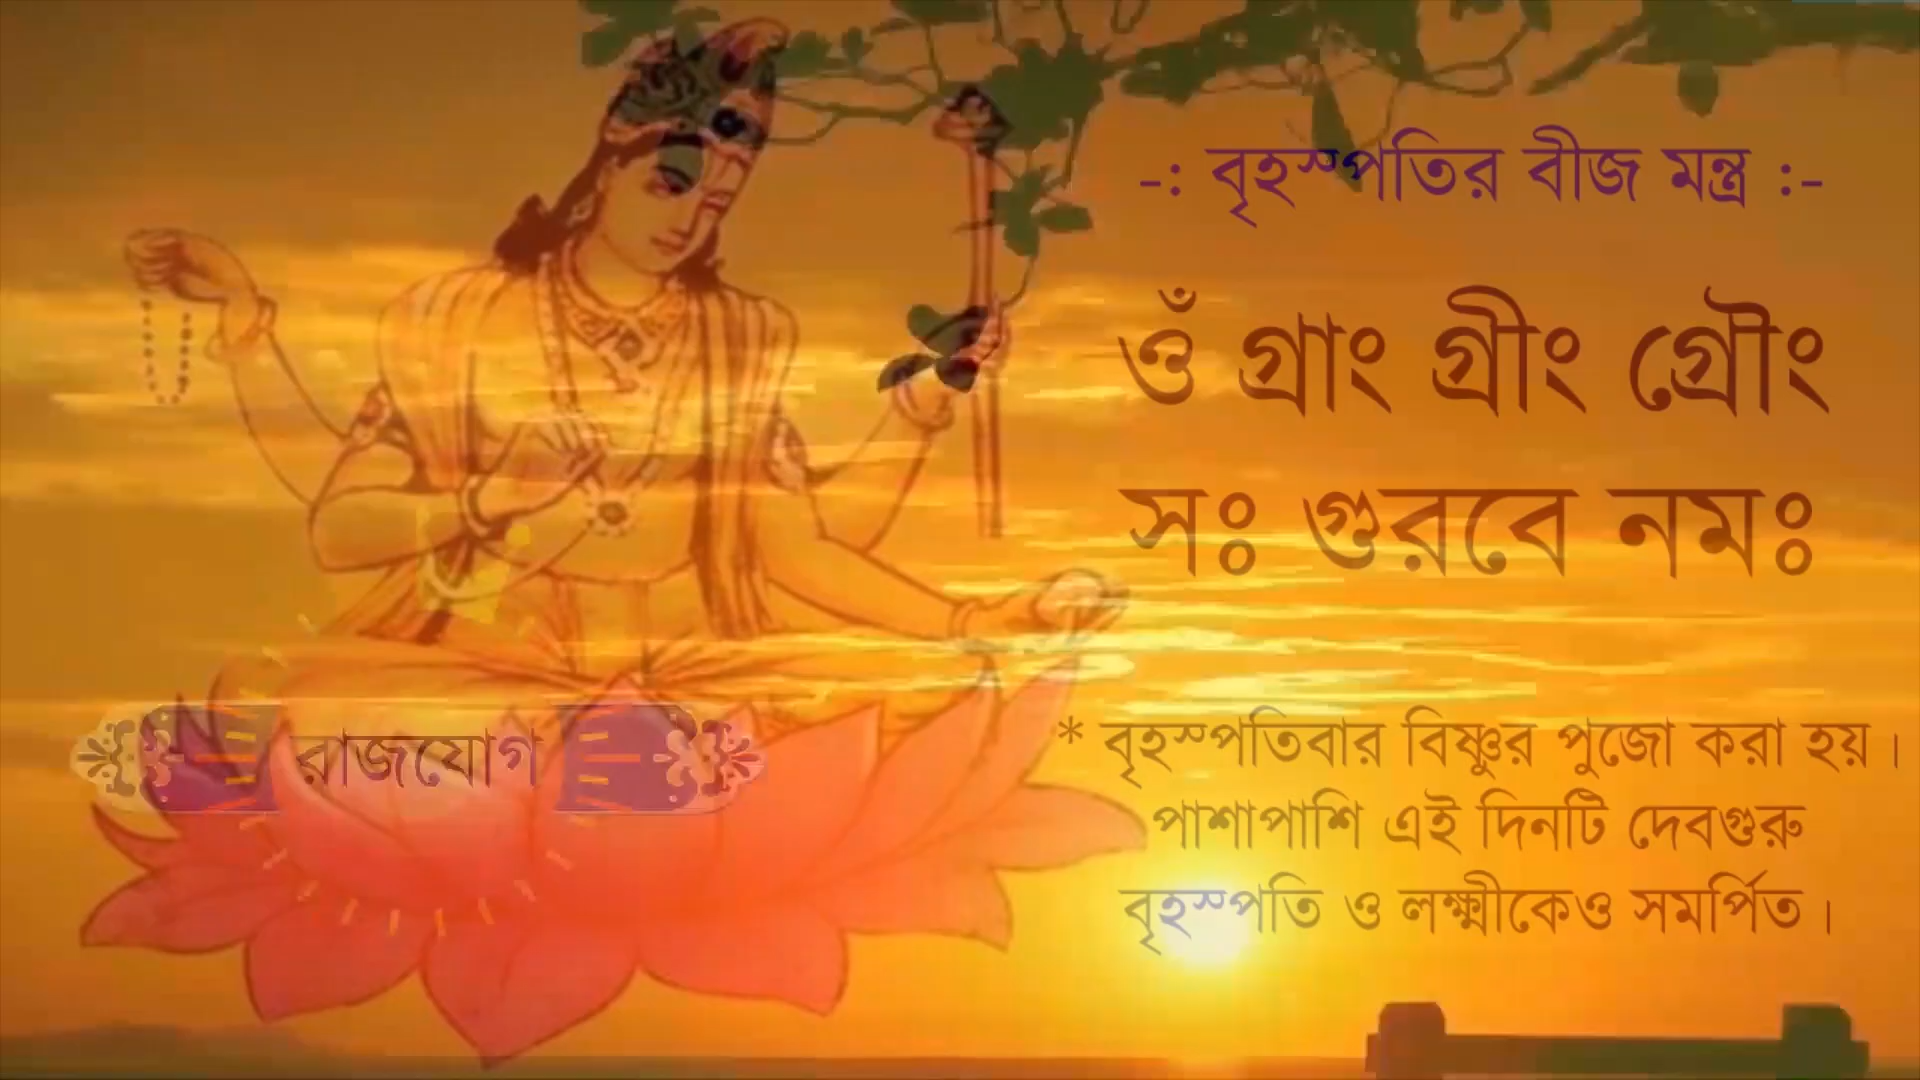 -: বৃহস্পতির বীজ মন্ত্র :-
ওঁ গ্রাং গ্রীং গ্রৌং
সঃ গুরবে নমঃ
রাজযোগ
* বৃহস্পতিবার বিষ্ণুর পুজো করা হয়।
পাশাপাশি এই দিনটি দেবগুরু
বৃহস্পতি ও লক্ষ্মীকেও সমর্পিত।